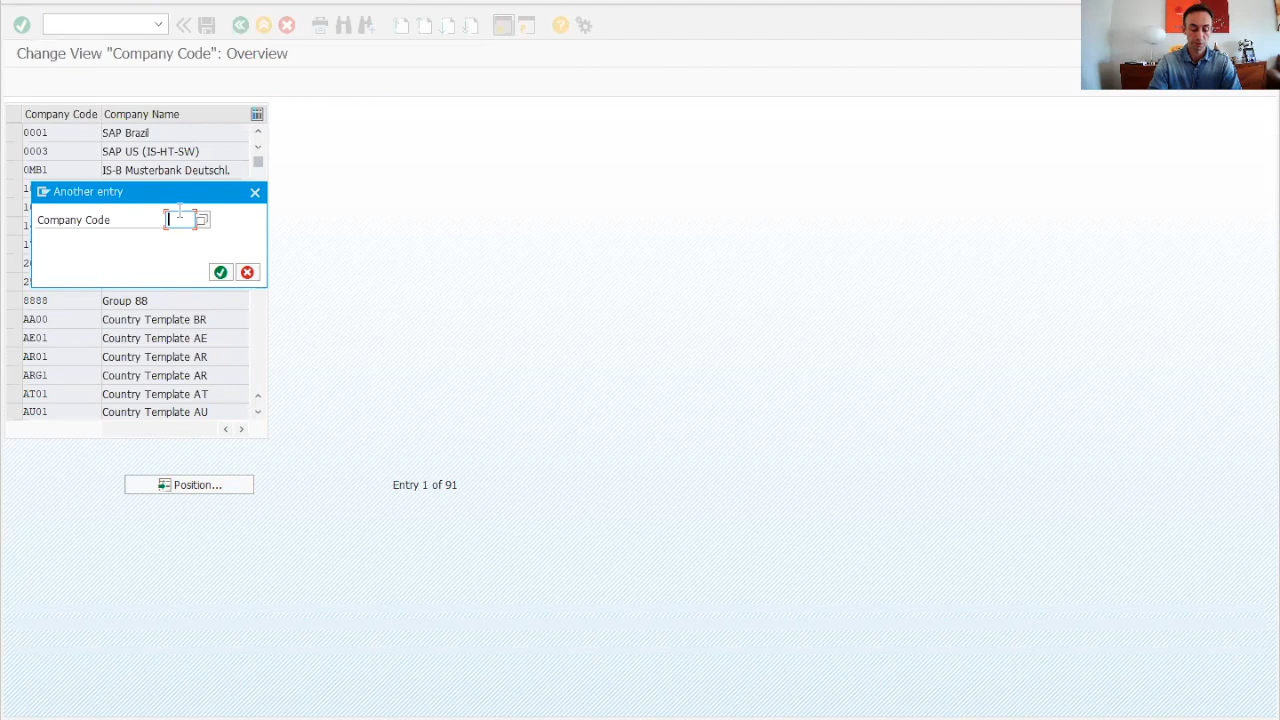 Change View "Company Code": Overview
Company Code Company Name
0001 SAP Brazil
0003 SAP US (IS-HT-SW)
0MB1 IS-B Musterbank Deutschl.
Another entry
Company Code
8888 Group 88
AA00 Country Template BR
AE01 Country Template AE
AR01 Country Template AR
ARG1 Country Template AR
AT01 Country Template AT
AU01 Country Template AU
Position... Entry 1 of 91